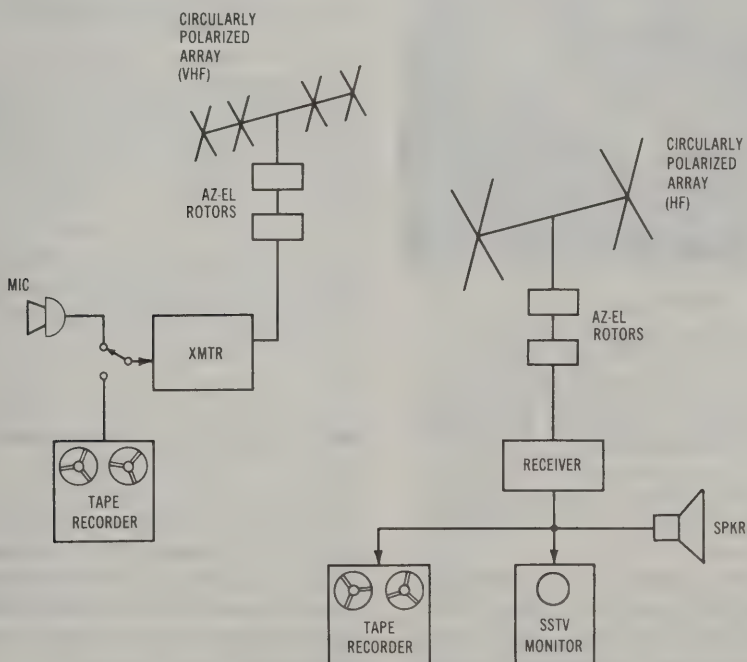 CIRCULARLY
POLARIZED
ARRAY
(VHF)
AZ-EL
ROTORS
MIC
XMTR
TAPE
RECORDER
CIRCULARLY
POLARIZED
ARRAY
(HF)
AZ-EL
ROTORS
RECEIVER
SPKR
TAPE
RECORDER
SSTV
MONITOR